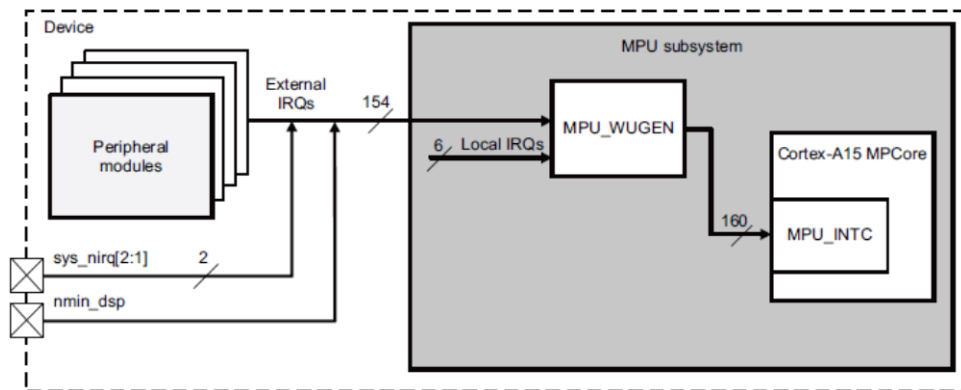 Device
MPU subsystem
External
IRQs
154
MPU_WUGEN
6
Local IRQs
Peripheral
modules
Cortex-A15 MPCore
160
MPU_INTC
sys_nirq[2:1]
2
nmin_dsp